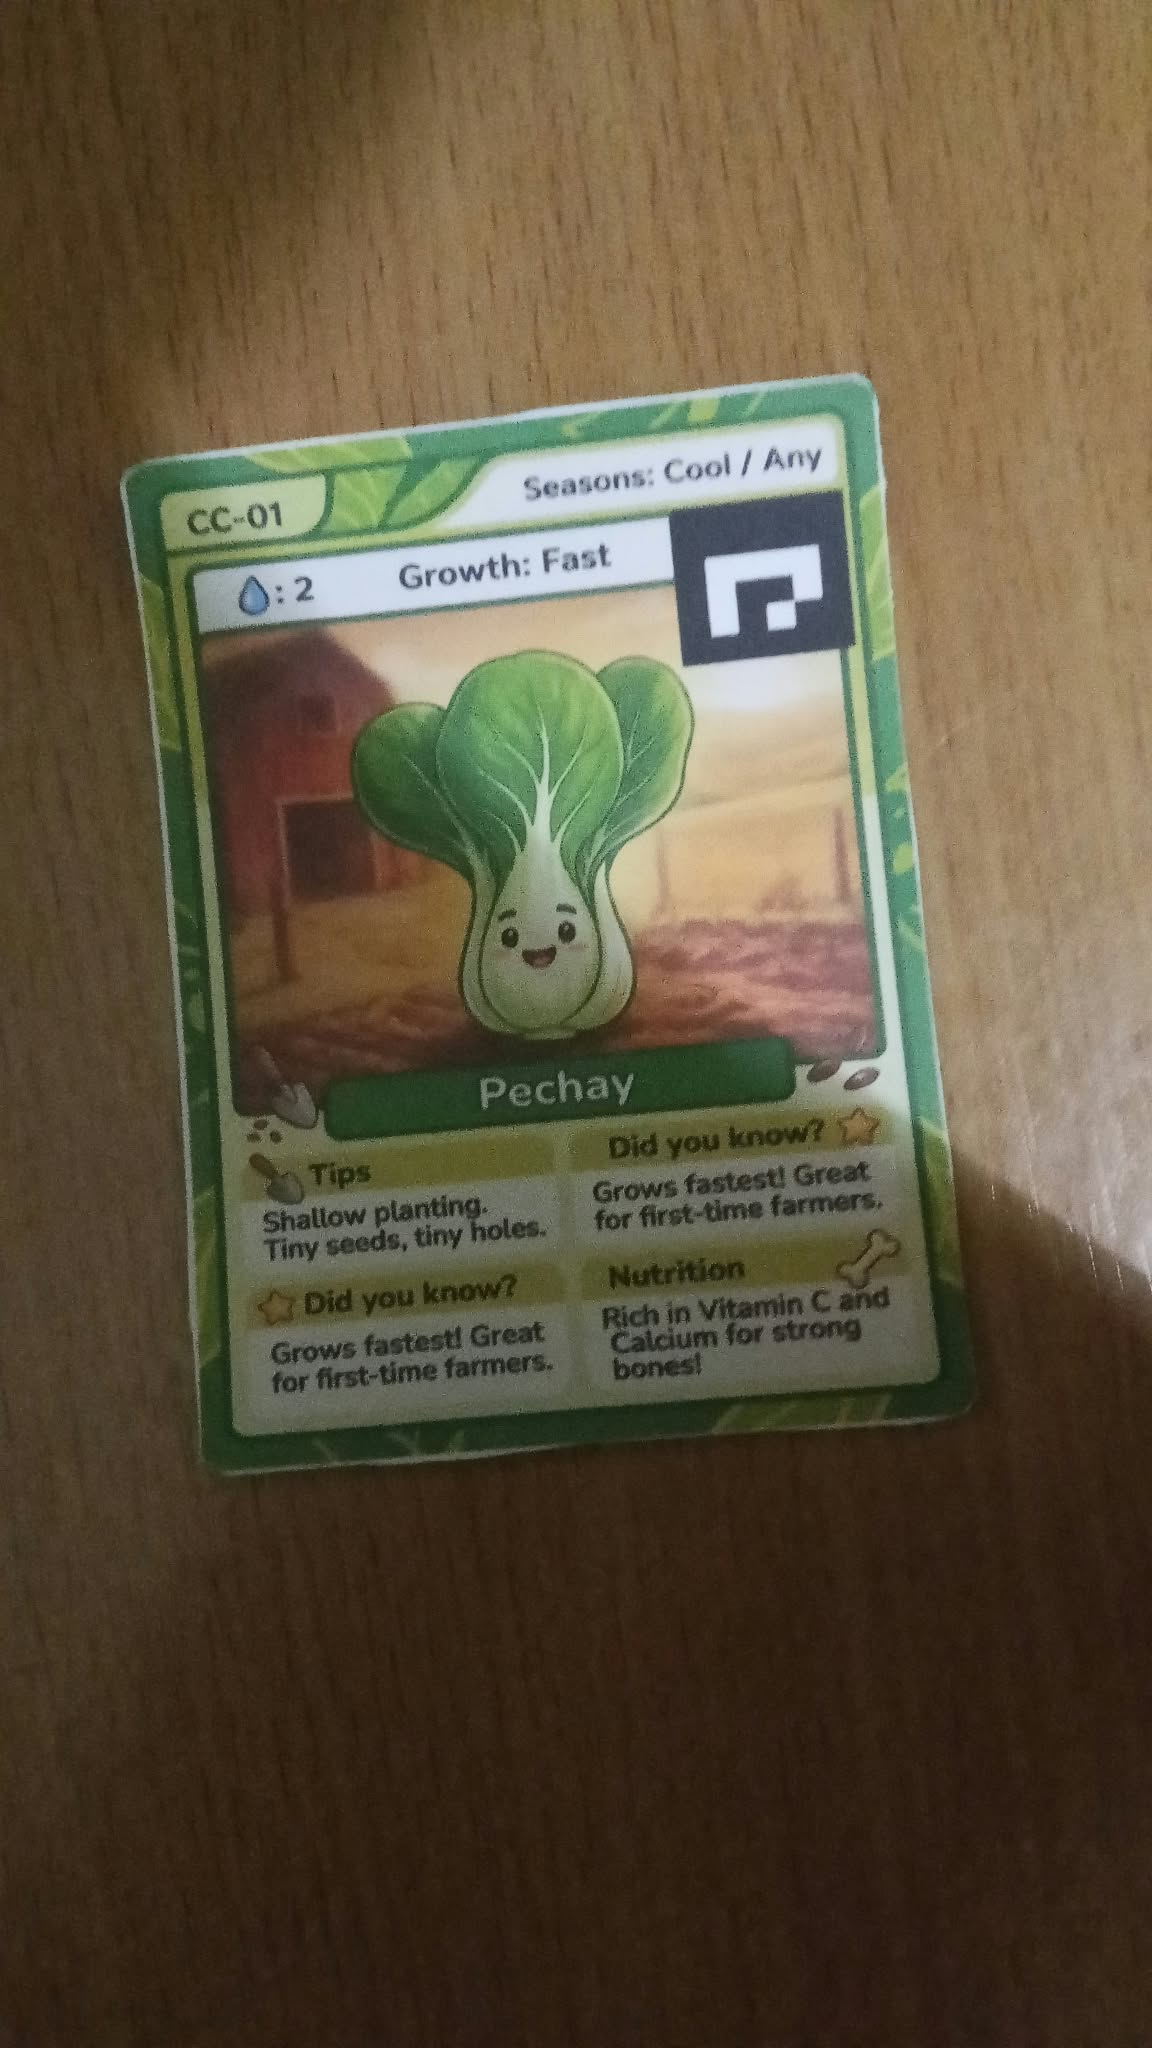 CC-01
Seasons: Cool / Any
: 2
Growth: Fast
Pechay
Tips
Shallow planting.
Tiny seeds, tiny holes.
Did you know?
Grows fastest! Great
for first-time farmers.
Did you know?
Grows fastest! Great
for first-time farmers.
Nutrition
Rich in Vitamin C and
Calcium for strong
bones!